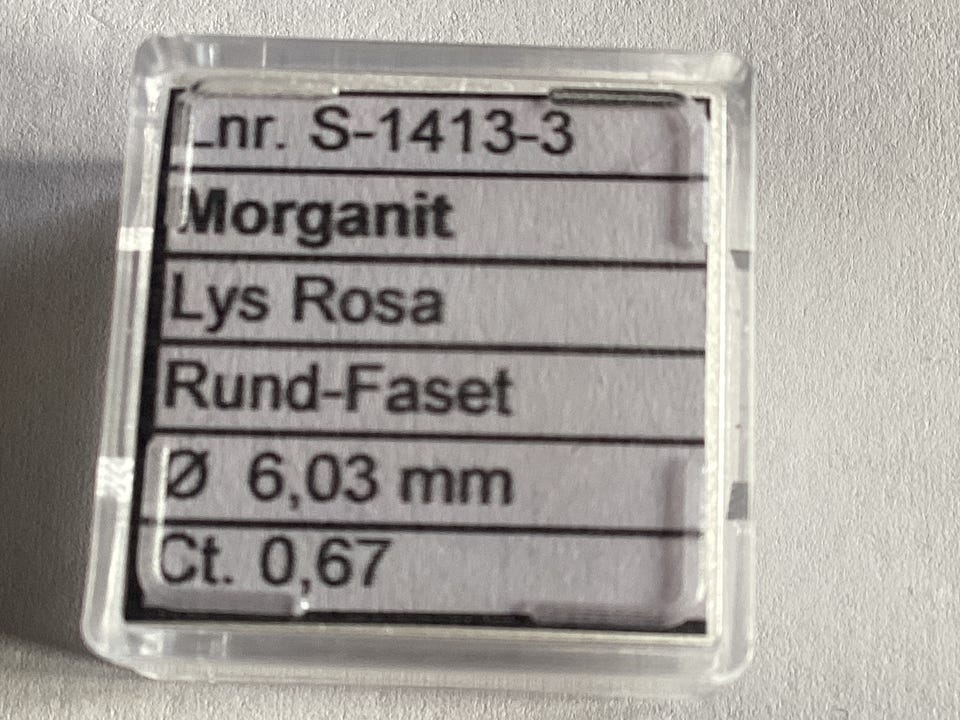 Lnr. S-1413-3
Morganit
Lys Rosa
Rund-Faset
Ø 6,03 mm
Ct. 0,67